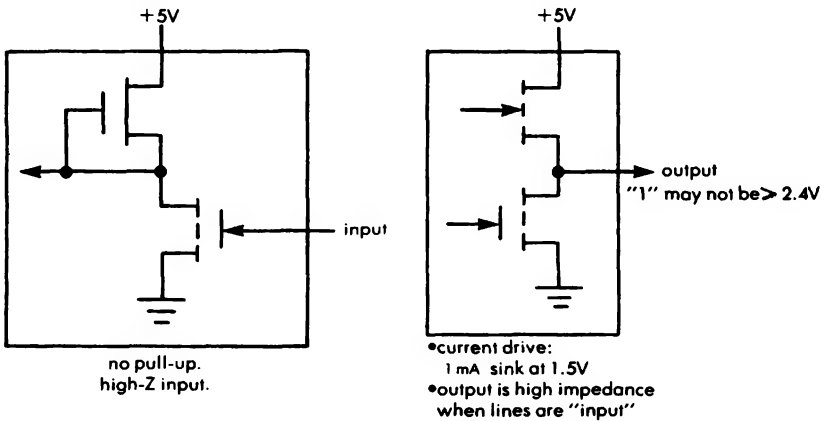 +5V
input
no pull-up.
high-Z input.
+5V
output
"1" may not be > 2.4V
•current drive:
1 mA sink at 1.5V
•output is high impedance
when lines are "input"